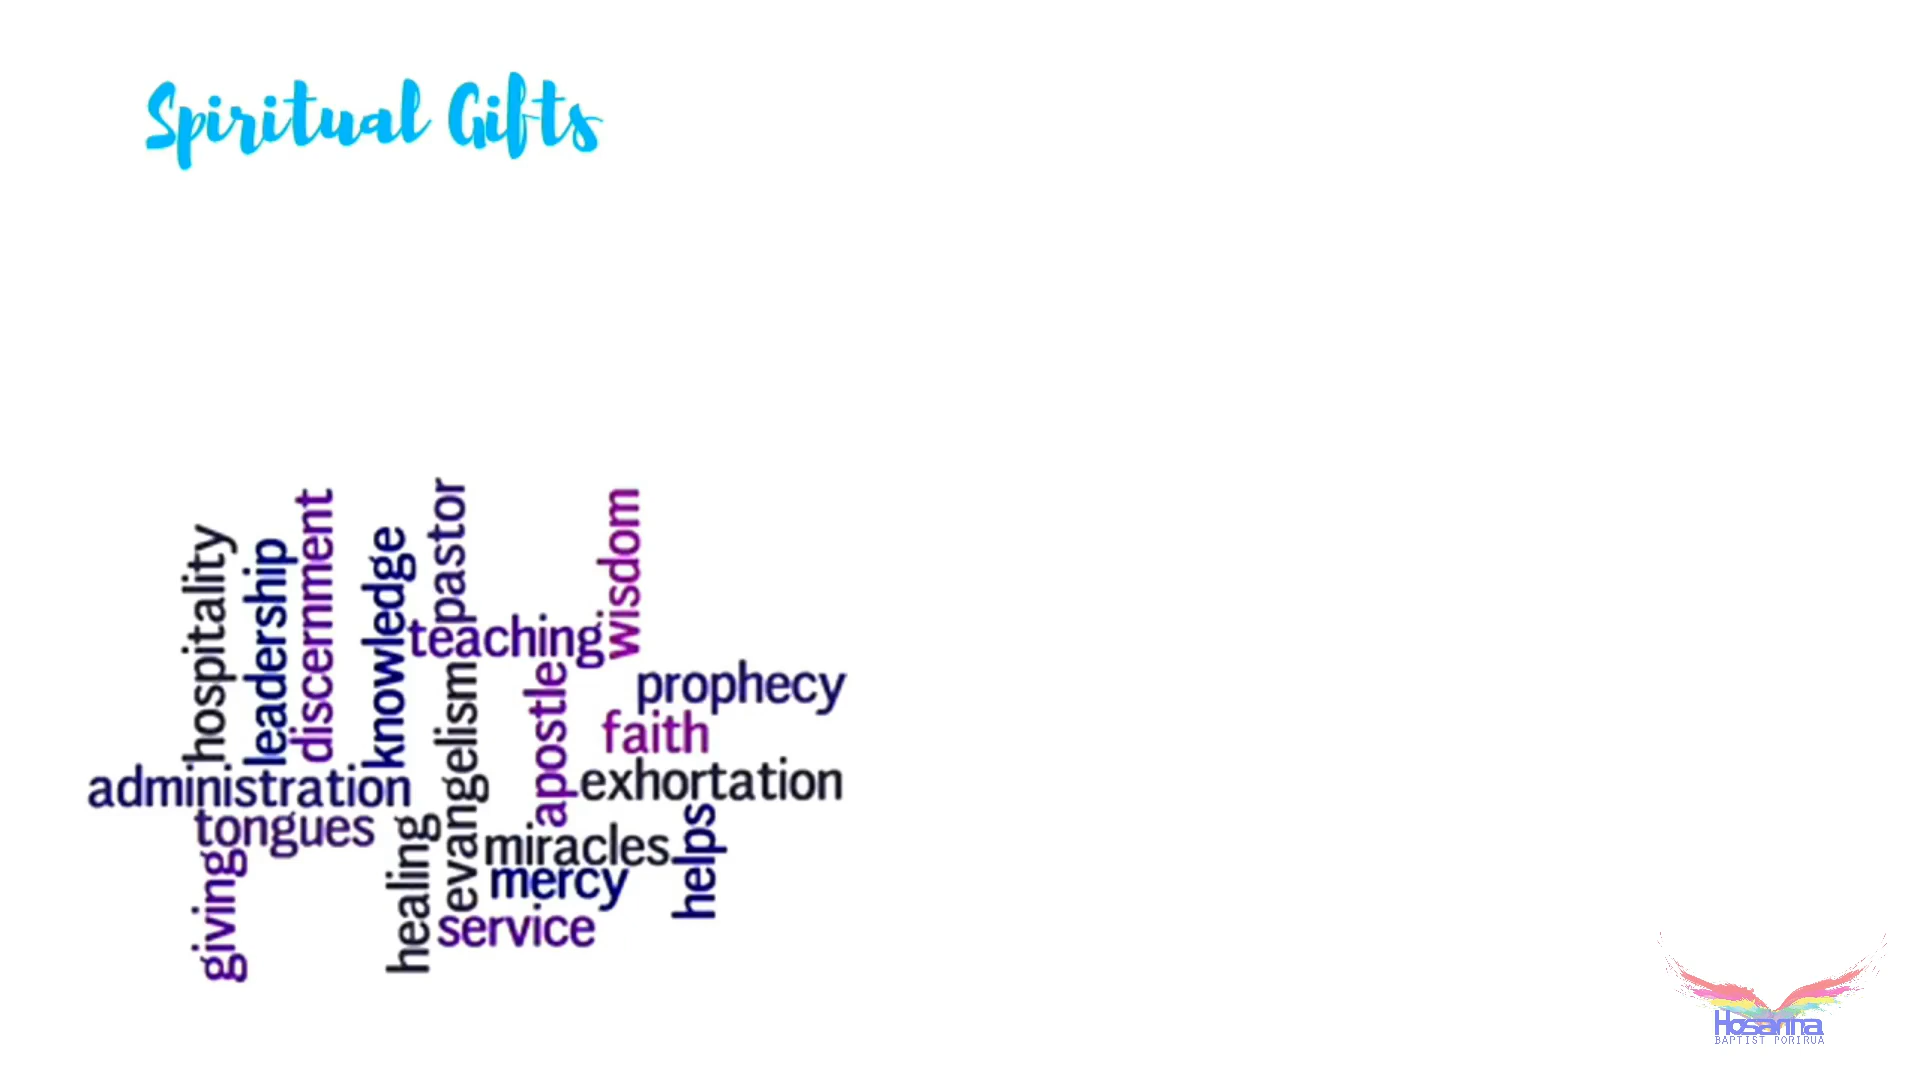 Spiritual Gifts
hospitality
leadership
discernment
knowledge
pastor
wisdom
teaching
prophecy
apostle
faith
evangelism
administration
exhortation
tongues
helps
miracles
healing
mercy
giving
service
Hosanna
BAPTIST PORIRUA